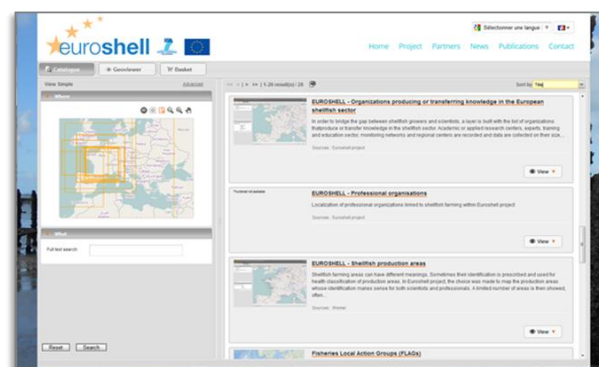 Sélectionner une langue
euroshell
Home Project Partners News Publications Contact
Catalogue Geoviewer Basket
View Simple Advanced
1-20 result(s) / 28
Sort by
Where
EUROSHELL - Organizations producing or transferring knowledge in the European
shellfish sector
In order to bridge the gap between shellfish growers and scientists, a layer is built with the list of organizations
thatproduce or transfer knowledge in the shellfish sector. Academic or applied research centers, experts, training
and education sector, monitoring networks and regional centers are recorded and data are collected on their size...
Sources : Euroshell project
View
EUROSHELL - Professional organisations
Localization of professional organizations linked to shellfish farming within Euroshell project
Sources : Euroshell project
View
What
Full text search
EUROSHELL - Shellfish production areas
Shellfish farming areas can have different meanings. Sometimes their identification is prescribed and used for
health classification of production areas. In Euroshell project, the choice was made to map the production areas
whose identification makes sense for both scientists and professionals. A limited number of areas is then showed,
often...
Sources : Ifremer
View
Reset Search
Fisheries Local Action Groups (FLAGs)